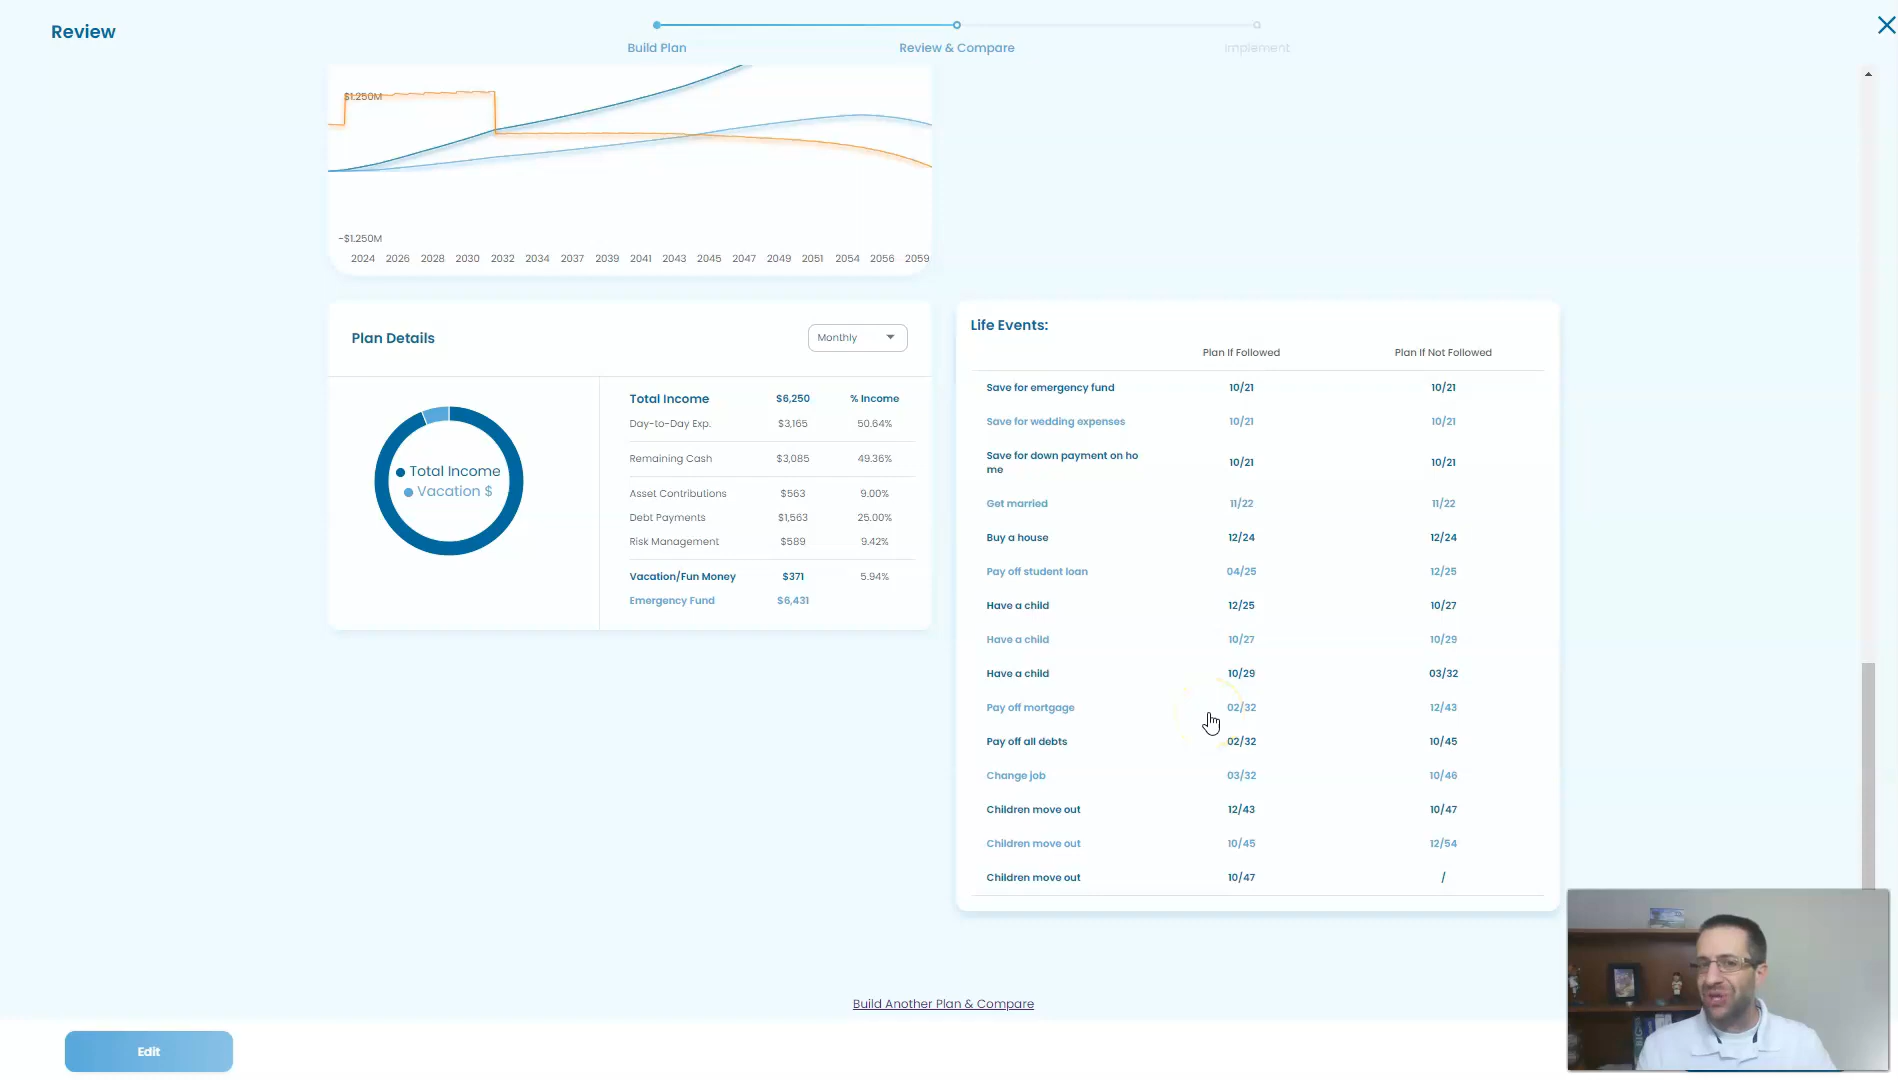 Review
Build Plan
Review & Compare
Implement
$1.250M
-$1.250M
2024 2026 2028 2030 2032 2034 2037 2039 2041 2043 2045 2047 2049 2051 2054 2056 2059
Plan Details
Monthly
Total Income
Vacation $
Total Income $6,250 % Income
Day-to-Day Exp. $3,165 50.64%
Remaining Cash $3,085 49.36%
Asset Contributions $563 9.00%
Debt Payments $1,563 25.00%
Risk Management $589 9.42%
Vacation/Fun Money $371 5.94%
Emergency Fund $6,431
Life Events:
Plan If Followed Plan If Not Followed
Save for emergency fund 10/21 10/21
Save for wedding expenses 10/21 10/21
Save for down payment on ho
me 10/21 10/21
Get married 11/22 11/22
Buy a house 12/24 12/24
Pay off student loan 04/25 12/25
Have a child 12/25 10/27
Have a child 10/27 10/29
Have a child 10/29 03/32
Pay off mortgage 02/32 12/43
Pay off all debts 02/32 10/45
Change job 03/32 10/46
Children move out 12/43 10/47
Children move out 10/45 12/54
Children move out 10/47 /
Build Another Plan & Compare
Edit